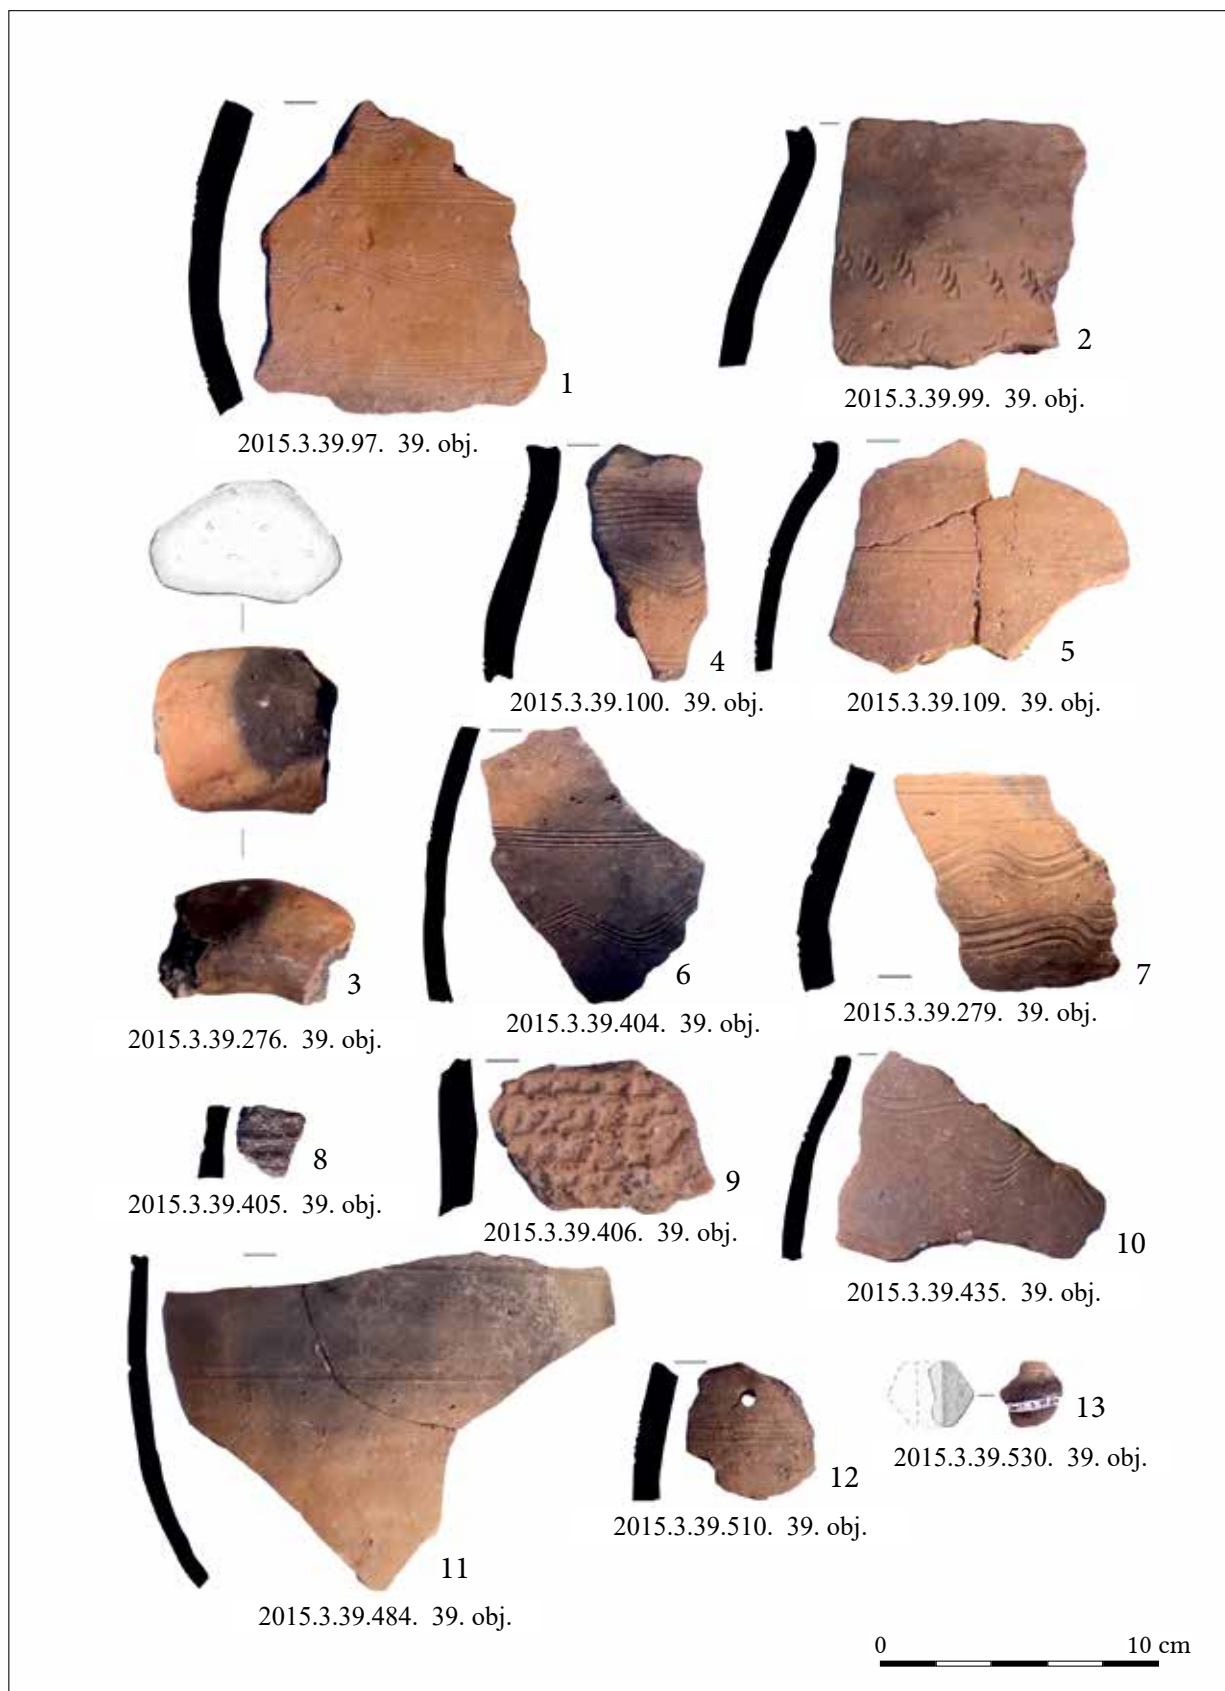 1
2015.3.39.97. 39. obj.
2
2015.3.39.99. 39. obj.
3
2015.3.39.276. 39. obj.
4
2015.3.39.100. 39. obj.
5
2015.3.39.109. 39. obj.
6
2015.3.39.404. 39. obj.
7
2015.3.39.279. 39. obj.
8
2015.3.39.405. 39. obj.
9
2015.3.39.406. 39. obj.
10
2015.3.39.435. 39. obj.
11
2015.3.39.484. 39. obj.
12
2015.3.39.510. 39. obj.
13
2015.3.39.530. 39. obj.
0 10 cm